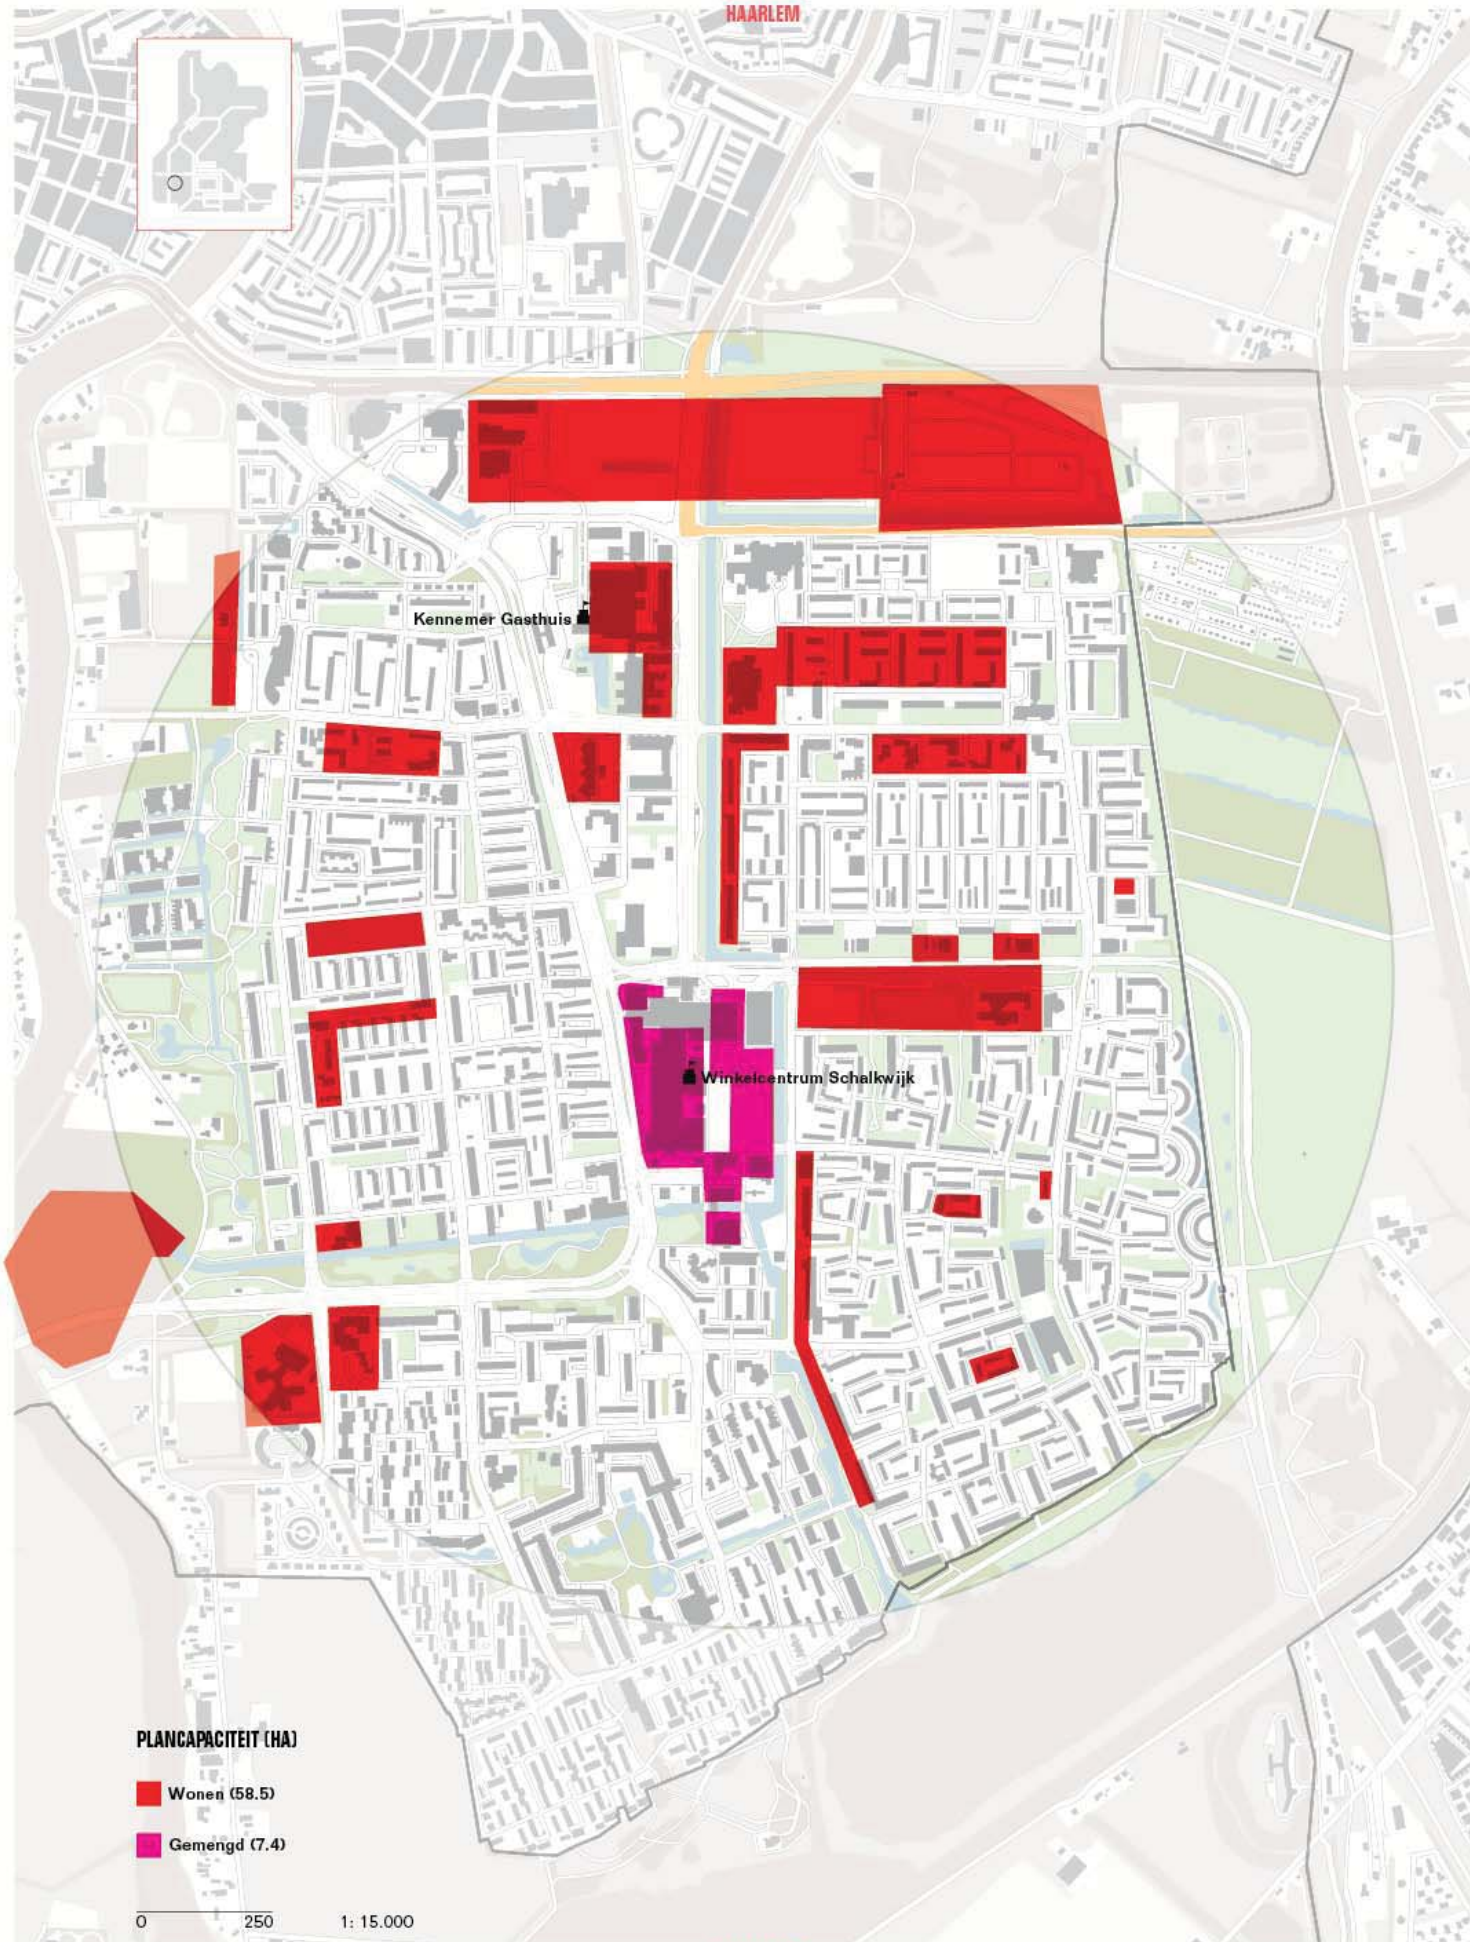 HAARLEM
Kennemer Gasthuis
Winkelcentrum Schalkwijk
PLANCAPACITEIT (HA)
Wonen (58.5)
Gemengd (7.4)
0 250 1: 15.000